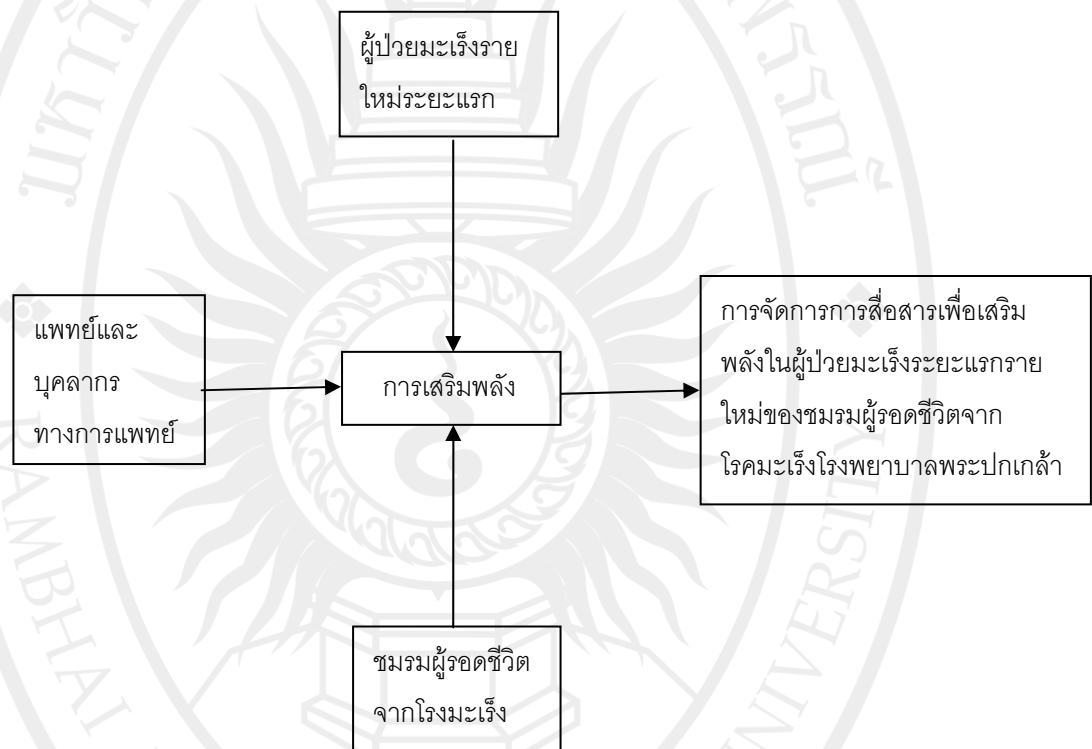 ผู้ป่วยมะเร็งราย
ใหม่ระยะแรก
แพทย์และ
บุคลากร
ทางการแพทย์
การเสริมพลัง
การจัดการการสื่อสารเพื่อเสริม
พลังในผู้ป่วยมะเร็งระยะแรกราย
ใหม่ของชมรมผู้รอดชีวิตจาก
โรคมะเร็งโรงพยาบาลพระปกเกล้า
ชมรมผู้รอดชีวิต
จากโรงมะเร็ง